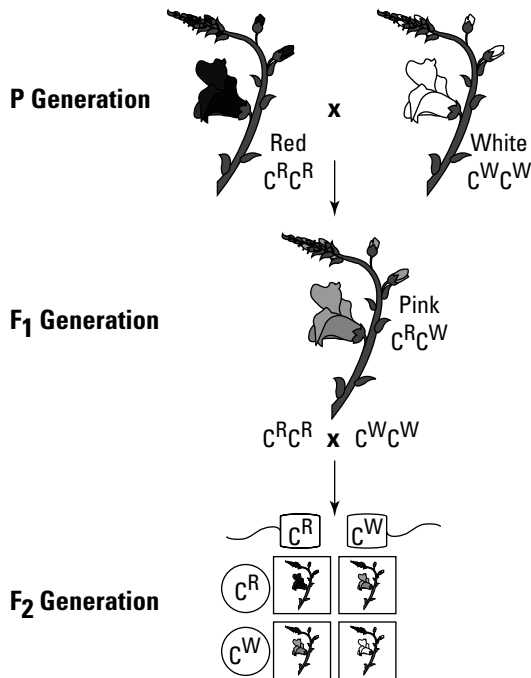 P Generation
x
Red
C^R C^R
White
C^W C^W
F1 Generation
Pink
C^R C^W
C^R C^R x C^W C^W
C^R C^W
F2 Generation
C^R
C^W